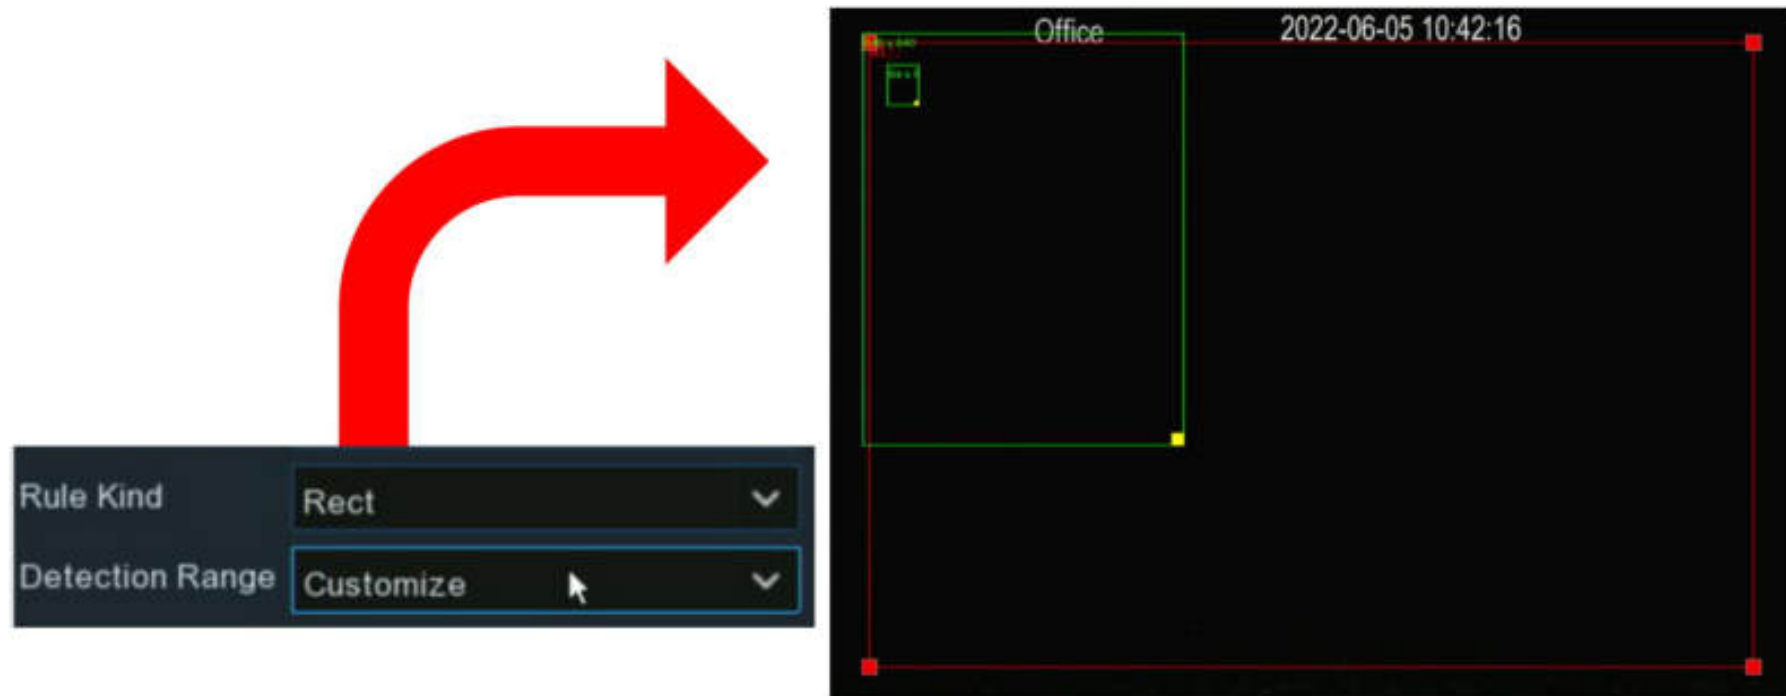 Office 2022-06-05 10:42:16
Rule Kind Rect
Detection Range Customize